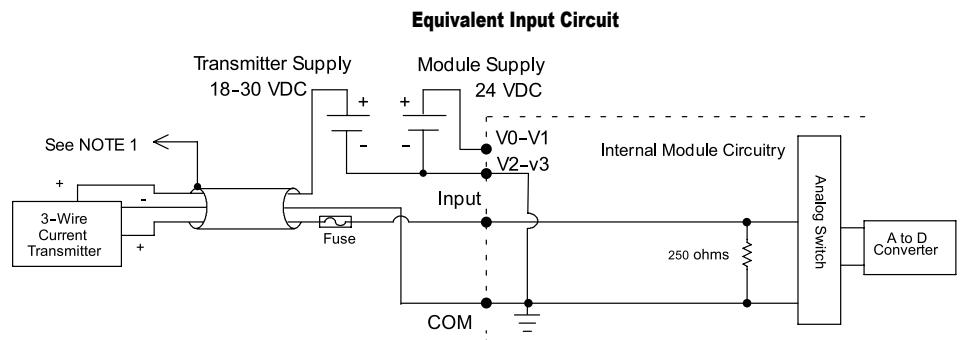 Equivalent Input Circuit
Transmitter Supply
18-30 VDC
Module Supply
24 VDC
+
+
-
-
V0-V1
V2-v3
See NOTE 1
Internal Module Circuitry
+
-
+
3-Wire
Current
Transmitter
Input
Fuse
250 ohms
Analog Switch
A to D
Converter
COM